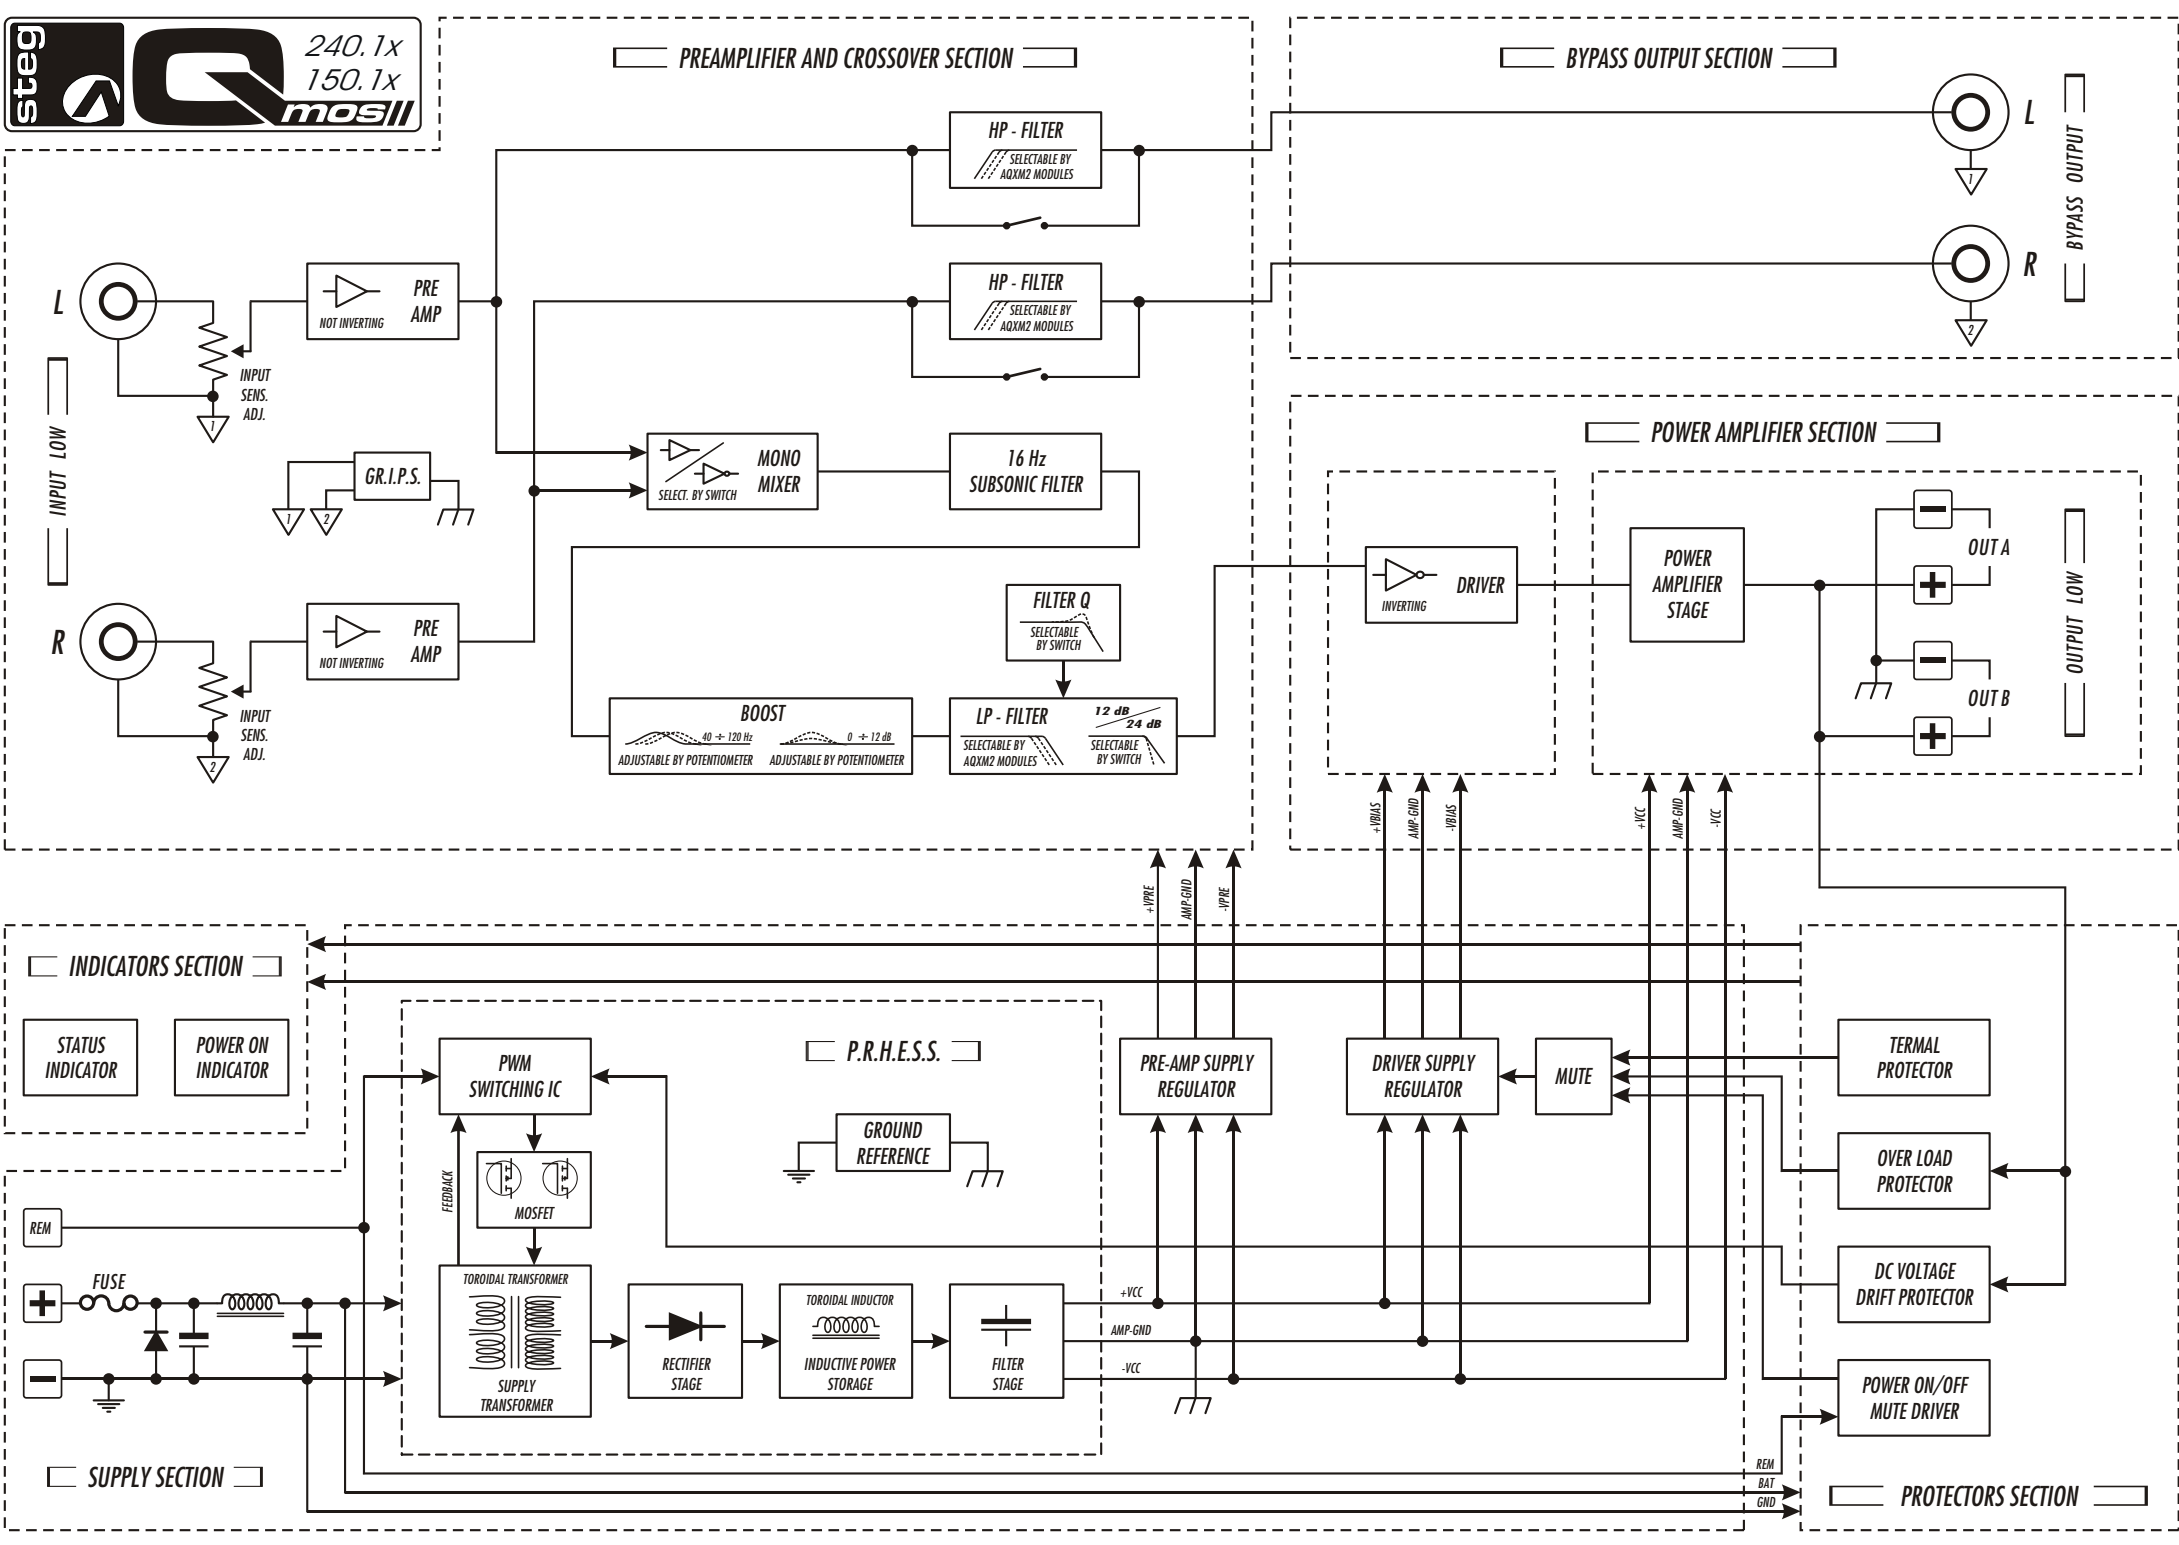 steg
Q mos
240.1x
150.1x
PREAMPLIFIER AND CROSSOVER SECTION
BYPASS OUTPUT SECTION
HP - FILTER
SELECTABLE BY
AQXM2 MODULES
L
1
BYPASS OUTPUT
R
2
HP - FILTER
SELECTABLE BY
AQXM2 MODULES
L
PRE
AMP
NOT INVERTING
INPUT
SENS.
ADJ.
1
INPUT LOW
GR.I.P.S.
1
2
MONO
MIXER
SELECT. BY SWITCH
16 Hz
SUBSONIC FILTER
R
PRE
AMP
NOT INVERTING
INPUT
SENS.
ADJ.
2
FILTER Q
SELECTABLE
BY SWITCH
BOOST
40 ÷ 120 Hz
0 ÷ 12 dB
ADJUSTABLE BY POTENTIOMETER
ADJUSTABLE BY POTENTIOMETER
LP - FILTER
SELECTABLE BY
AQXM2 MODULES
12 dB
24 dB
SELECTABLE
BY SWITCH
POWER AMPLIFIER SECTION
DRIVER
INVERTING
POWER
AMPLIFIER
STAGE
OUT A
OUT B
OUTPUT LOW
+VBIAS
AMP-GND
-VBIAS
+VCC
AMP-GND
-VCC
+VPRE
AMP-GND
-VPRE
INDICATORS SECTION
STATUS
INDICATOR
POWER ON
INDICATOR
P.R.H.E.S.S.
PWM
SWITCHING IC
GROUND
REFERENCE
FEEDBACK
MOSFET
PRE-AMP SUPPLY
REGULATOR
DRIVER SUPPLY
REGULATOR
MUTE
TERMAL
PROTECTOR
OVER LOAD
PROTECTOR
DC VOLTAGE
DRIFT PROTECTOR
POWER ON/OFF
MUTE DRIVER
REM
FUSE
TOROIDAL TRANSFORMER
SUPPLY
TRANSFORMER
RECTIFIER
STAGE
TOROIDAL INDUCTOR
INDUCTIVE POWER
STORAGE
FILTER
STAGE
+VCC
AMP-GND
-VCC
REM
BAT
GND
SUPPLY SECTION
PROTECTORS SECTION